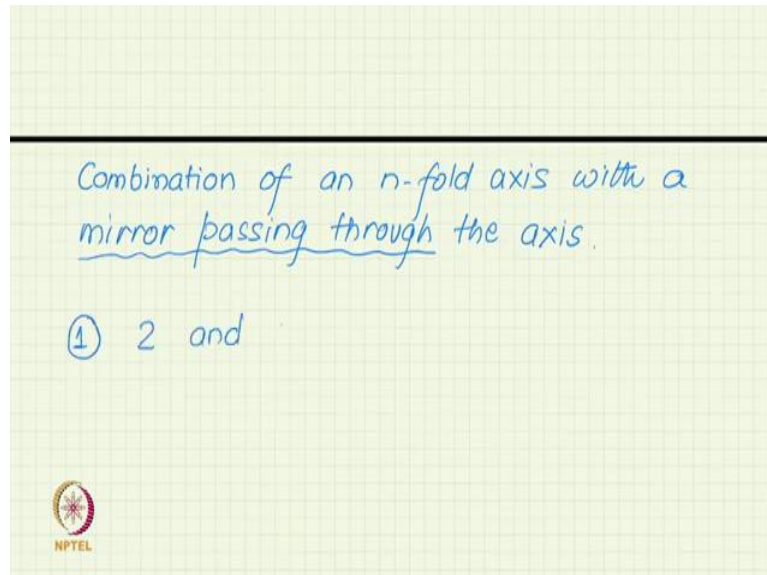 Combination of an n-fold axis with a
mirror passing through the axis.
① 2 and
NPTEL